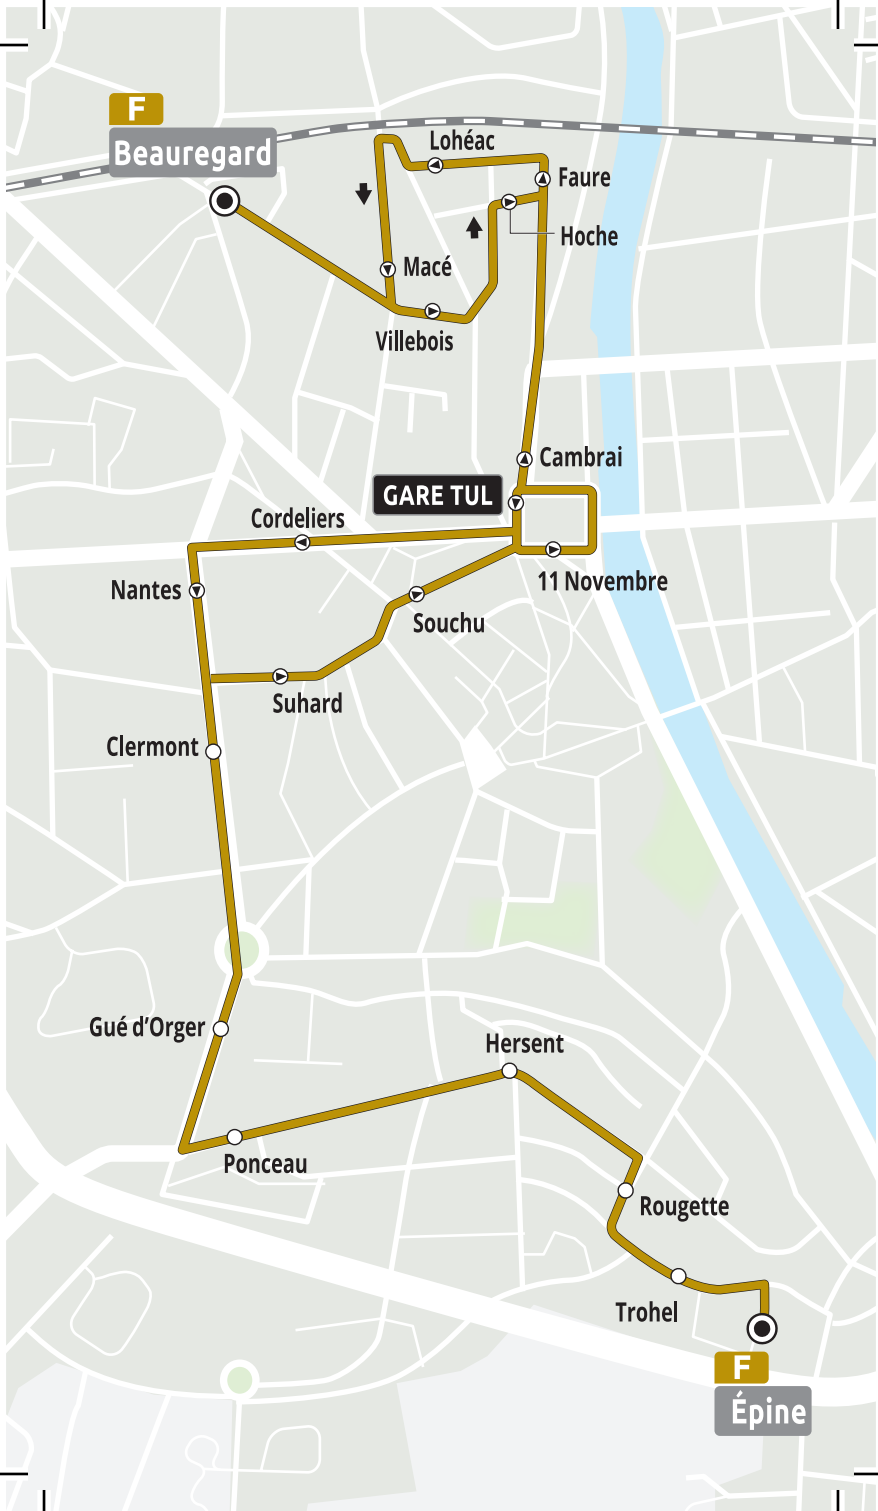 F
Beauregard
Lohéac
Faure
Hoche
Macé
Villebois
Cambrai
GARE TUL
Cordeliers
11 Novembre
Nantes
Souchu
Suhard
Clermont
Gué d'Orger
Hersent
Ponceau
Rougette
Trohel
F
Épine